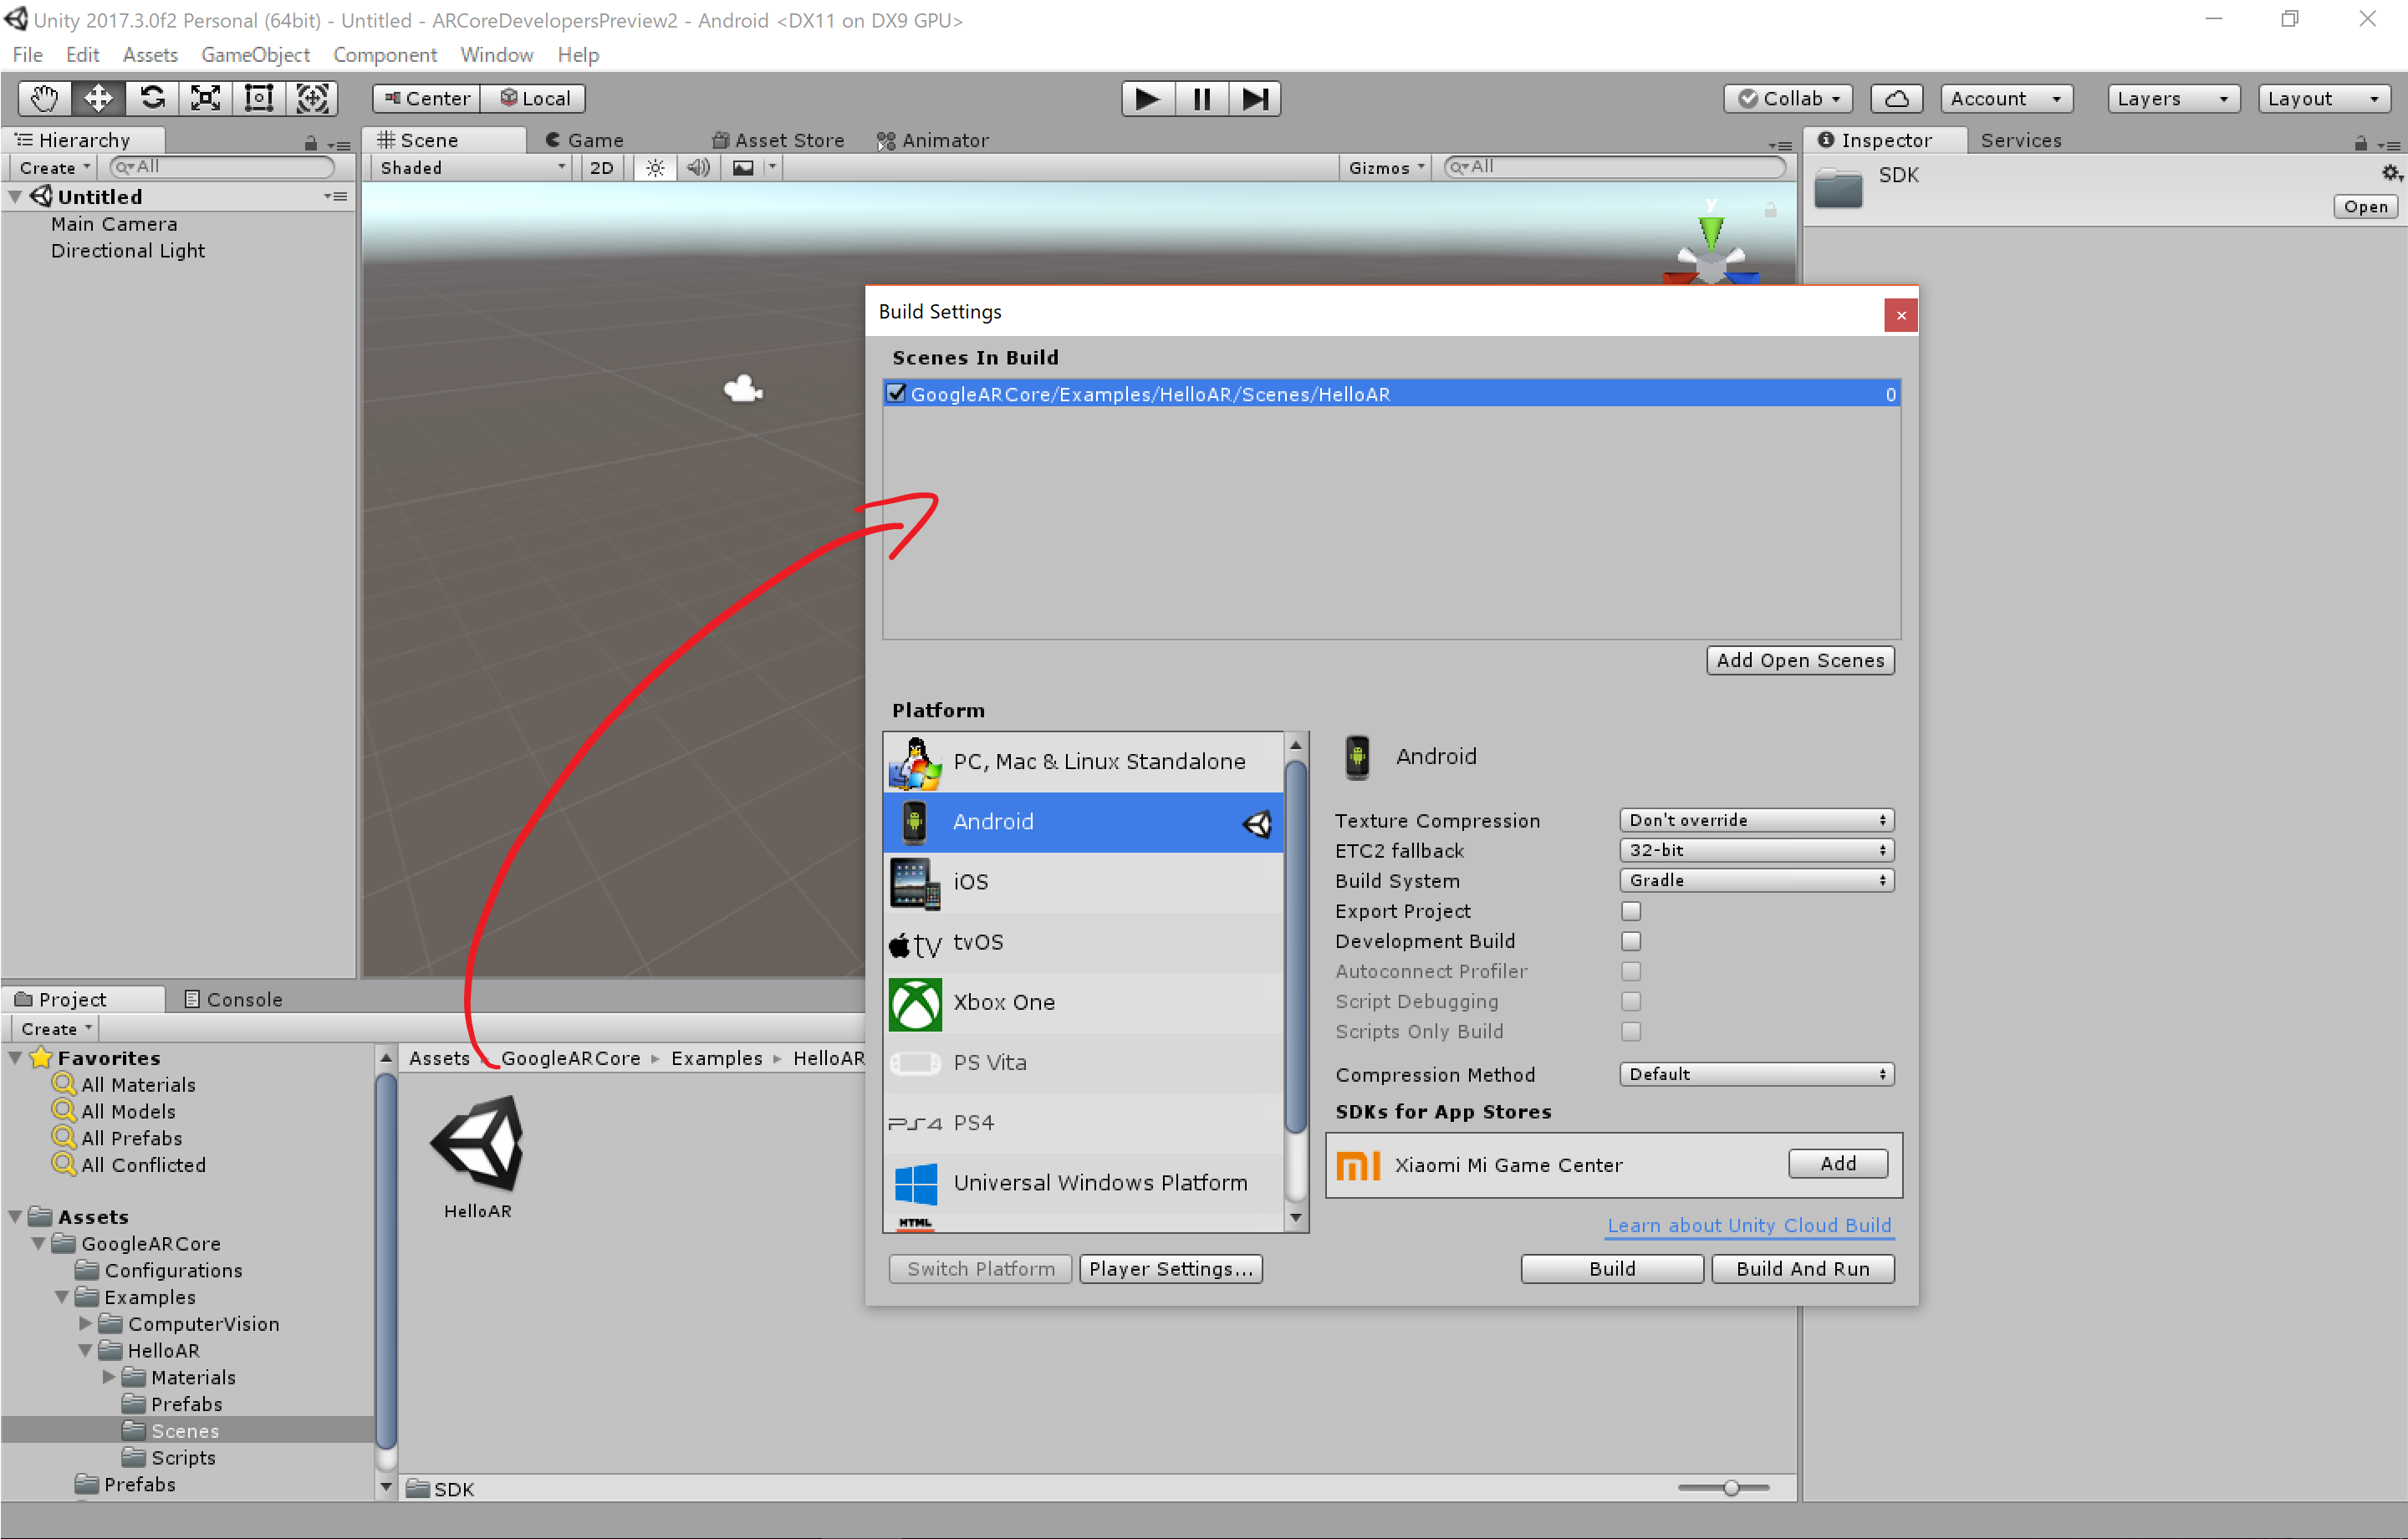 Unity 2017.3.0f2 Personal (64bit) - Untitled - ARCoreDevelopersPreview2 - Android <DX11 on DX9 GPU>
File Edit Assets GameObject Component Window Help
Center Local Collab Account Layers Layout
Hierarchy Scene Game Asset Store Animator Inspector Services
Create All Shaded 2D Gizmos All SDK
Open
Untitled
Main Camera
Directional Light
y
Build Settings
Scenes In Build
GoogleARCore/Examples/HelloAR/Scenes/HelloAR 0
Add Open Scenes
Platform
PC, Mac & Linux Standalone
Android
iOS
tv tvOS
Xbox One
PS Vita
PS4 PS4
Universal Windows Platform
HTML
Android
Texture Compression Don't override
ETC2 fallback 32-bit
Build System Gradle
Export Project
Development Build
Autoconnect Profiler
Script Debugging
Scripts Only Build
Compression Method Default
SDKs for App Stores
MI Xiaomi Mi Game Center Add
Learn about Unity Cloud Build
Switch Platform Player Settings... Build Build And Run
Project Console
Create
Favorites
All Materials
All Models
All Prefabs
All Conflicted
Assets
GoogleARCore
Configurations
Examples
ComputerVision
HelloAR
Materials
Prefabs
Scenes
Scripts
Prefabs
Assets GoogleARCore Examples HelloAR
HelloAR
SDK